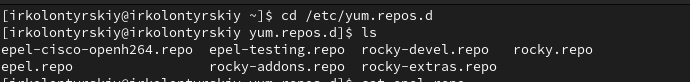 [irkolontyrskiy@irkolontyrskiy ~]$ cd /etc/yum.repos.d
[irkolontyrskiy@irkolontyrskiy yum.repos.d]$ ls
epel-cisco-openh264.repo  epel-testing.repo  rocky-devel.repo   rocky.repo
epel.repo                 rocky-addons.repo  rocky-extras.repo